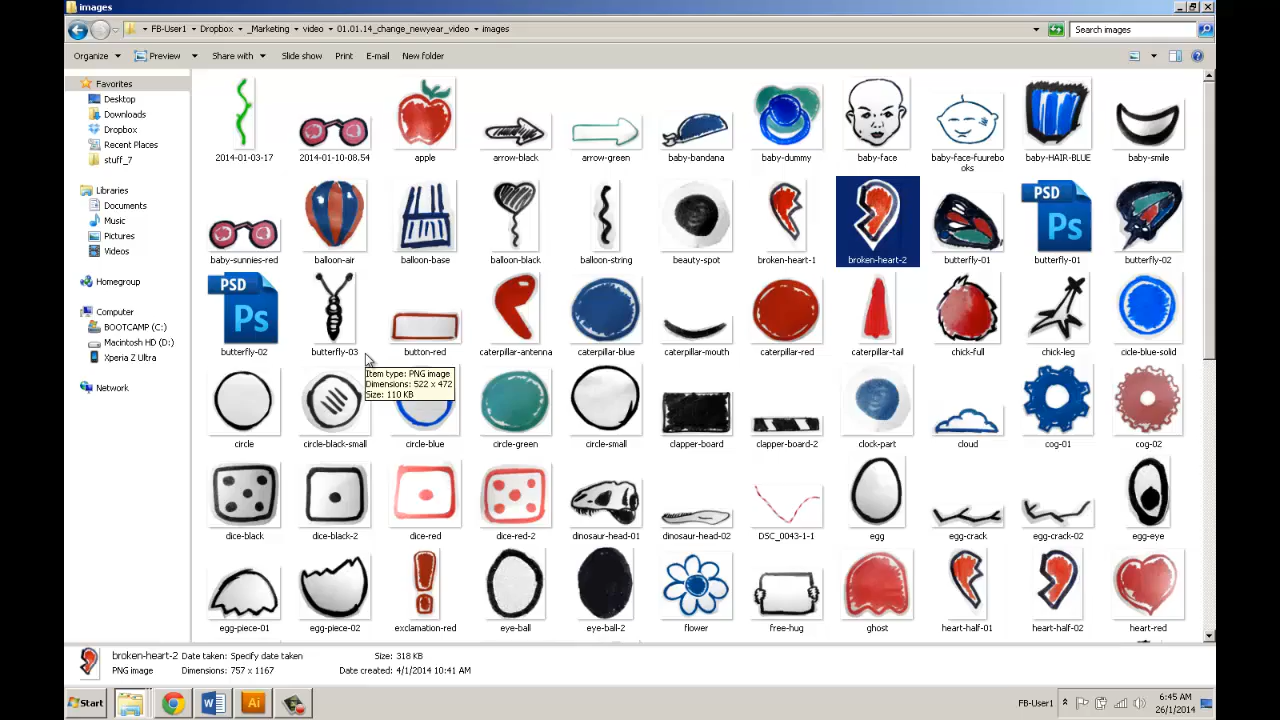 images
FB-User1 ▸ Dropbox ▸ _Marketing ▸ video ▸ 01.01.14_change_newyear_video ▸ images
Search images
Organize Preview Share with Slide show Print E-mail New folder
Favorites
Desktop
Downloads
Dropbox
Recent Places
stuff_7
Libraries
Documents
Music
Pictures
Videos
Homegroup
Computer
BOOTCAMP (C:)
Macintosh HD (D:)
Xperia Z Ultra
Network
2014-01-03-17 2014-01-10-08.54 apple arrow-black arrow-green baby-bandana baby-dummy baby-face baby-face-fuurebo
oks baby-HAIR-BLUE baby-smile
PSD
Ps
baby-sunnies-red balloon-air balloon-base balloon-black balloon-string beauty-spot broken-heart-1 broken-heart-2 butterfly-01 butterfly-01 butterfly-02
PSD
Ps
butterfly-02 butterfly-03 button-red caterpillar-antenna caterpillar-blue caterpillar-mouth caterpillar-red caterpillar-tail chick-full chick-leg cicle-blue-solid
Item type: PNG image
Dimensions: 522 x 472
Size: 110 KB
circle circle-black-small circle-blue circle-green circle-small clapper-board clapper-board-2 clock-part cloud cog-01 cog-02
dice-black dice-black-2 dice-red dice-red-2 dinosaur-head-01 dinosaur-head-02 DSC_0043-1-1 egg egg-crack egg-crack-02 egg-eye
egg-piece-01 egg-piece-02 exclamation-red eye-ball eye-ball-2 flower free-hug ghost heart-half-01 heart-half-02 heart-red
broken-heart-2 Date taken: Specify date taken Size: 318 KB
PNG image Dimensions: 757 x 1167 Date created: 4/1/2014 10:41 AM
Start
W
Ai
FB-User1
6:45 AM
26/1/2014